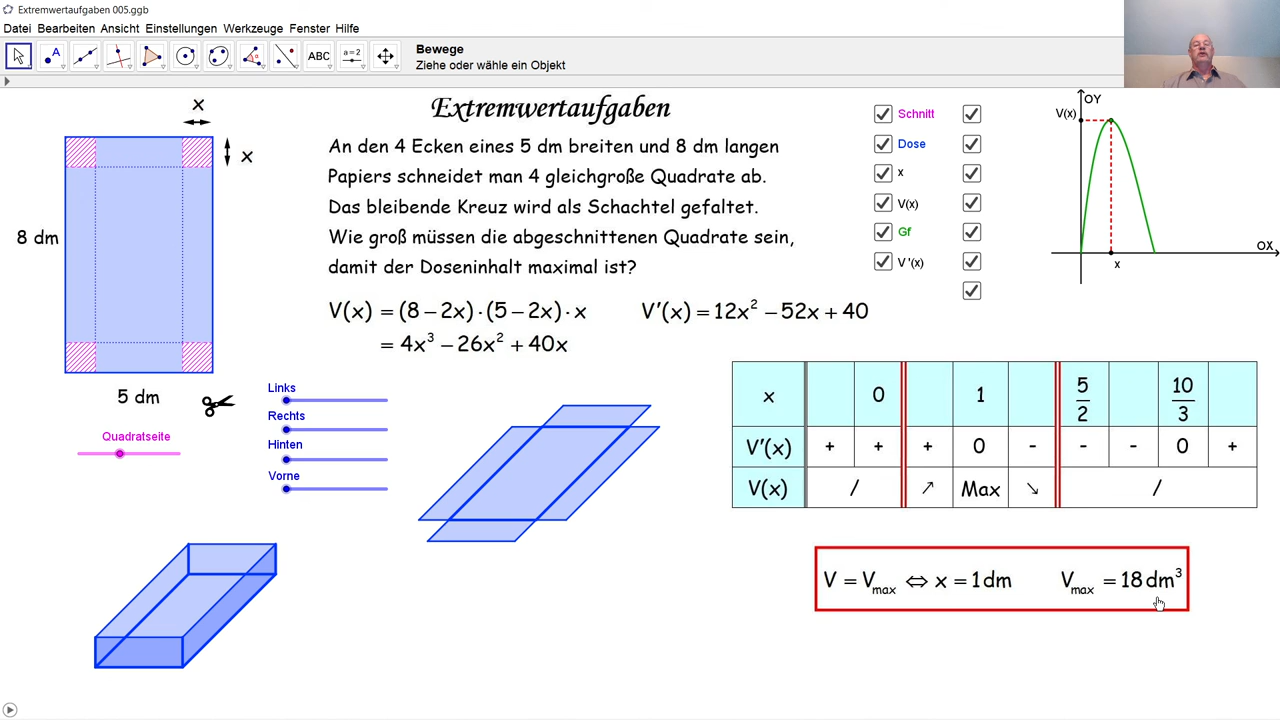 Extremwertaufgaben 005.ggb
Datei Bearbeiten Ansicht Einstellungen Werkzeuge Fenster Hilfe
A
ABC
a=2
Bewege
Ziehe oder wähle ein Objekt
x
x
8 dm
5 dm
Quadratseite
Extremwertaufgaben
An den 4 Ecken eines 5 dm breiten und 8 dm langen
Papiers schneidet man 4 gleichgroße Quadrate ab.
Das bleibende Kreuz wird als Schachtel gefaltet.
Wie groß müssen die abgeschnittenen Quadrate sein,
damit der Doseninhalt maximal ist?
V(x) = (8 − 2x) · (5 − 2x) · x
= 4x³ − 26x² + 40x
V'(x) = 12x² − 52x + 40
Schnitt
Dose
x
V(x)
Gf
V '(x)
OY
V(x)
OX
x
Links
Rechts
Hinten
Vorne
x 0 1 5/2 10/3
V'(x) + + + 0 - - - 0 +
V(x) / ↗ Max ↘ /
V = Vmax ⇔ x = 1 dm Vmax = 18 dm³